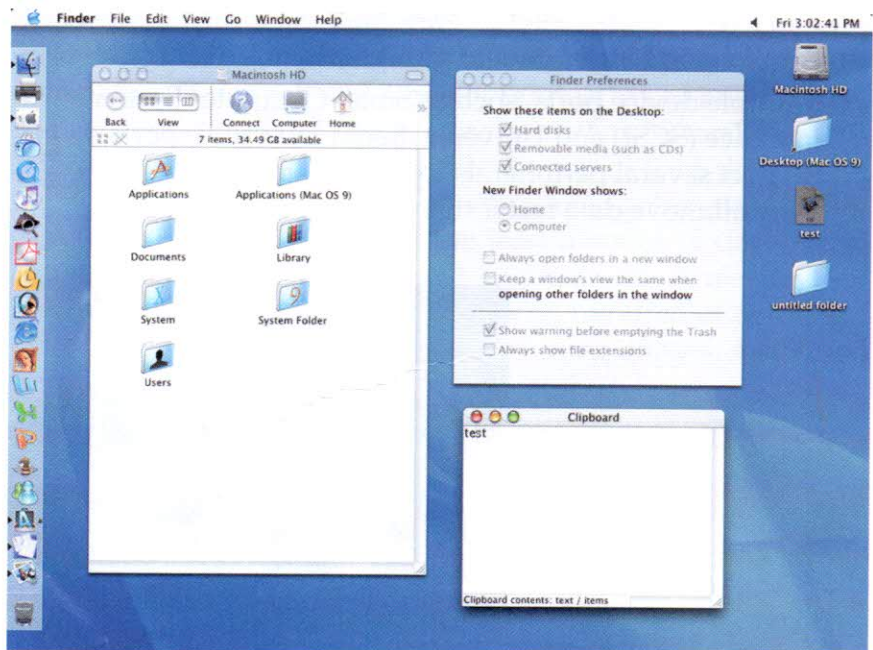 Finder File Edit View Go Window Help
Fri 3:02:41 PM
Macintosh HD
Back View Connect Computer Home
7 items, 34.49 GB available
Applications
Applications (Mac OS 9)
Documents
Library
System
System Folder
Users
Finder Preferences
Show these items on the Desktop:
Hard disks
Removable media (such as CDs)
Connected servers
New Finder Window shows:
Home
Computer
Always open folders in a new window
Keep a window's view the same when
opening other folders in the window
Show warning before emptying the Trash
Always show file extensions
Clipboard
test
Clipboard contents: text / items
Macintosh HD
Desktop (Mac OS 9)
test
untitled folder